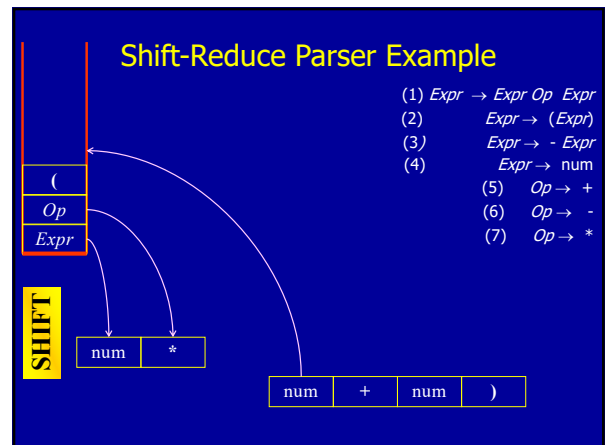 Shift-Reduce Parser Example
(1) Expr → Expr Op Expr
(2) Expr → (Expr)
(3) Expr → - Expr
(4) Expr → num
(5) Op → +
(6) Op → -
(7) Op → *
(
Op
Expr
SHIFT
num *
num + num )